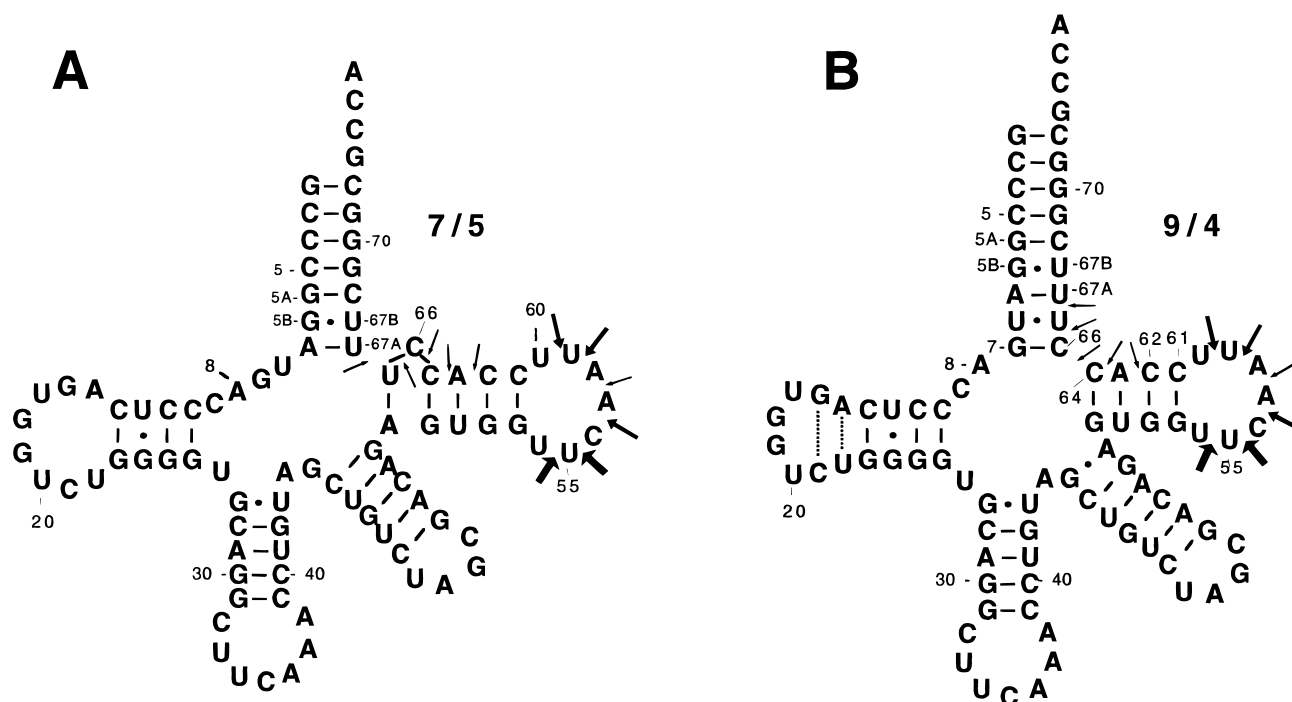 A
7/5
A
C
C
G
G–C
C–G
C–G-70
5 - C–G
5A-G–C
5B-G•U-67B
A–U-67A
66
60
8
U G A C U C C C A G U
U C C A C C U U A A C U U
G G U G A G
G U G G
55
U C U G G G G U
20
A G C U G U C U A
A C A G C G
G•U
C–G
A–U
30 - G–C - 40
G–C
C A
U A
U C A
B
9/4
A
C
C
G
G–C
C–G
C–G-70
5 - C–G
5A-G–C
5B-G•U-67B
A–U-67A
U•U
7-G–C 66
8 - A
C
62 61
64
U G A C U C C
C A C C U U A A C U U
G G U G G
G U G G
55
U C U G G G G U
20
A G C U G U C U A
A G A C A G C G
G•U
C–G
A–U
30 - G–C 40
G–C
C A
U A
U C A